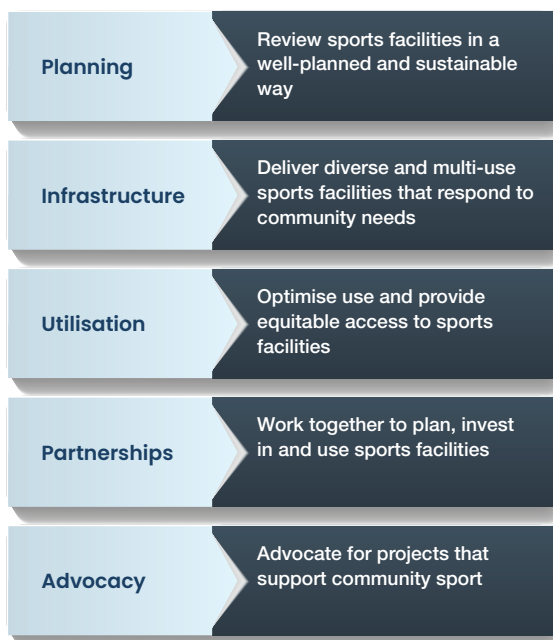 Planning
Review sports facilities in a
well-planned and sustainable
way
Infrastructure
Deliver diverse and multi-use
sports facilities that respond to
community needs
Utilisation
Optimise use and provide
equitable access to sports
facilities
Partnerships
Work together to plan, invest
in and use sports facilities
Advocacy
Advocate for projects that
support community sport